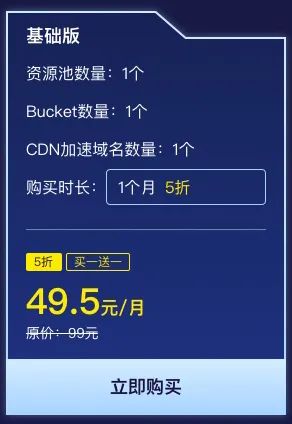 基础版
资源池数量：1个
Bucket数量：1个
CDN加速域名数量：1个
购买时长： 1个月 5折
5折 买一送一
49.5元/月
原价：99元
立即购买